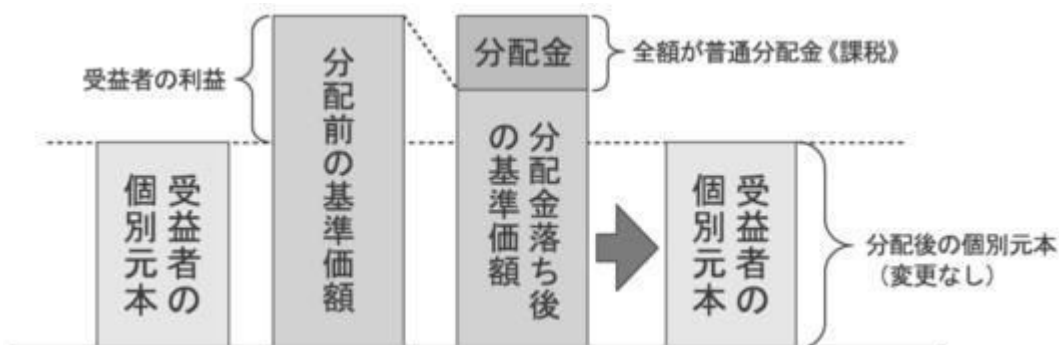 受益者の利益
受益者の
個別元本
分配前の基準価額
分配金
分配金落ち後
の基準価額
全額が普通分配金《課税》
受益者の
個別元本
分配後の個別元本
(変更なし)